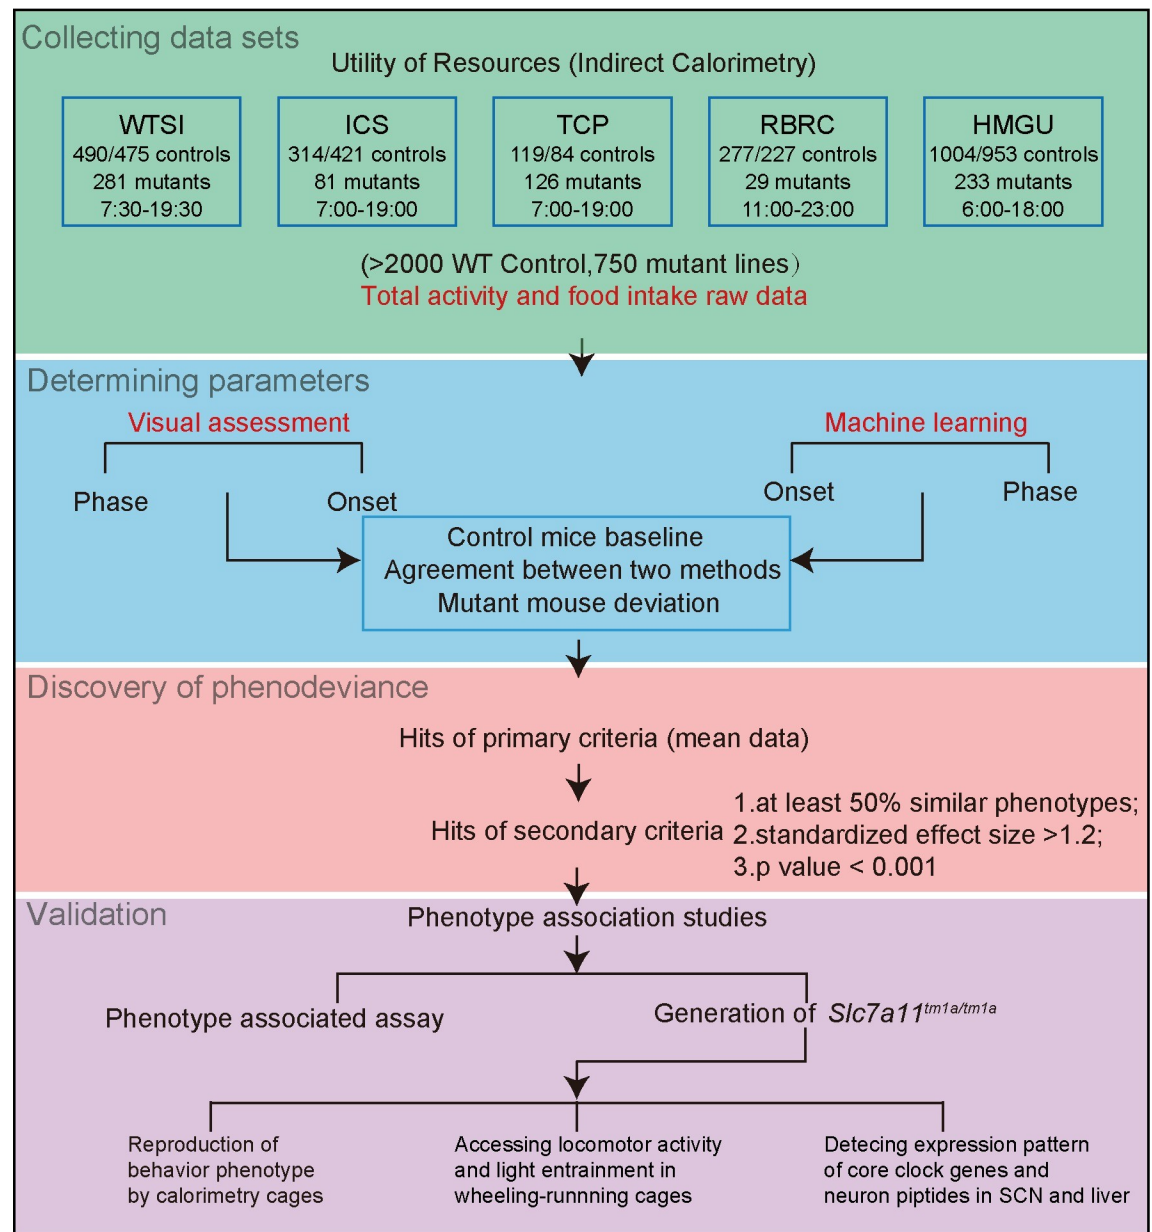 Collecting data sets
Utility of Resources (Indirect Calorimetry)
WTSI
490/475 controls
281 mutants
7:30-19:30
ICS
314/421 controls
81 mutants
7:00-19:00
TCP
119/84 controls
126 mutants
7:00-19:00
RBRC
277/227 controls
29 mutants
11:00-23:00
HMGU
1004/953 controls
233 mutants
6:00-18:00
(>2000 WT Control,750 mutant lines）
Total activity and food intake raw data
Determining parameters
Visual assessment
Phase
Onset
Machine learning
Onset
Phase
Control mice baseline
Agreement between two methods
Mutant mouse deviation
Discovery of phenodeviance
Hits of primary criteria (mean data)
Hits of secondary criteria
1.at least 50% similar phenotypes;
2.standardized effect size >1.2;
3.p value < 0.001
Validation
Phenotype association studies
Phenotype associated assay
Generation of Slc7a11tm1a/tm1a
Reproduction of
behavior phenotype
by calorimetry cages
Accessing locomotor activity
and light entrainment in
wheeling-runnning cages
Detecing expression pattern
of core clock genes and
neuron piptides in SCN and liver